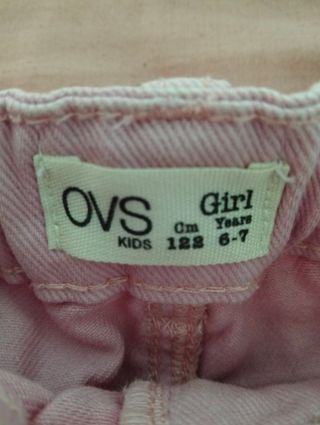 OVS
KIDS
Girl
Cm Years
122 6-7